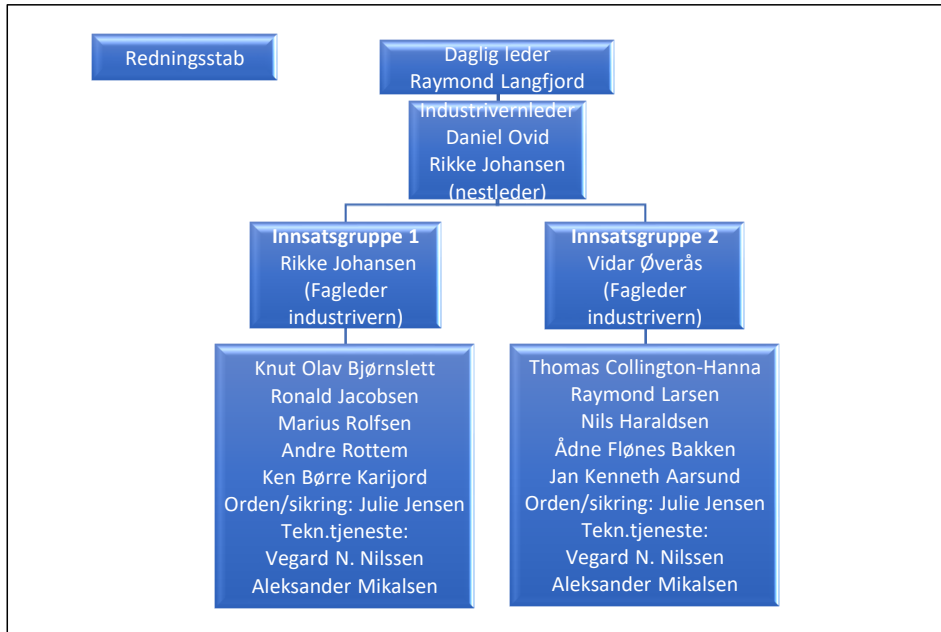 Redningsstab
Daglig leder
Raymond Langfjord
Industrivernleder
Daniel Ovid
Rikke Johansen
(nestleder)
Innsatsgruppe 1
Rikke Johansen
(Fagleder
industrivern)
Innsatsgruppe 2
Vidar Øverås
(Fagleder
industrivern)
Knut Olav Bjørnslett
Ronald Jacobsen
Marius Rolfsen
Andre Rottem
Ken Børre Karijord
Orden/sikring: Julie Jensen
Tekn.tjeneste:
Vegard N. Nilssen
Aleksander Mikalsen
Thomas Collington-Hanna
Raymond Larsen
Nils Haraldsen
Ådne Flønes Bakken
Jan Kenneth Aarsund
Orden/sikring: Julie Jensen
Tekn.tjeneste:
Vegard N. Nilssen
Aleksander Mikalsen